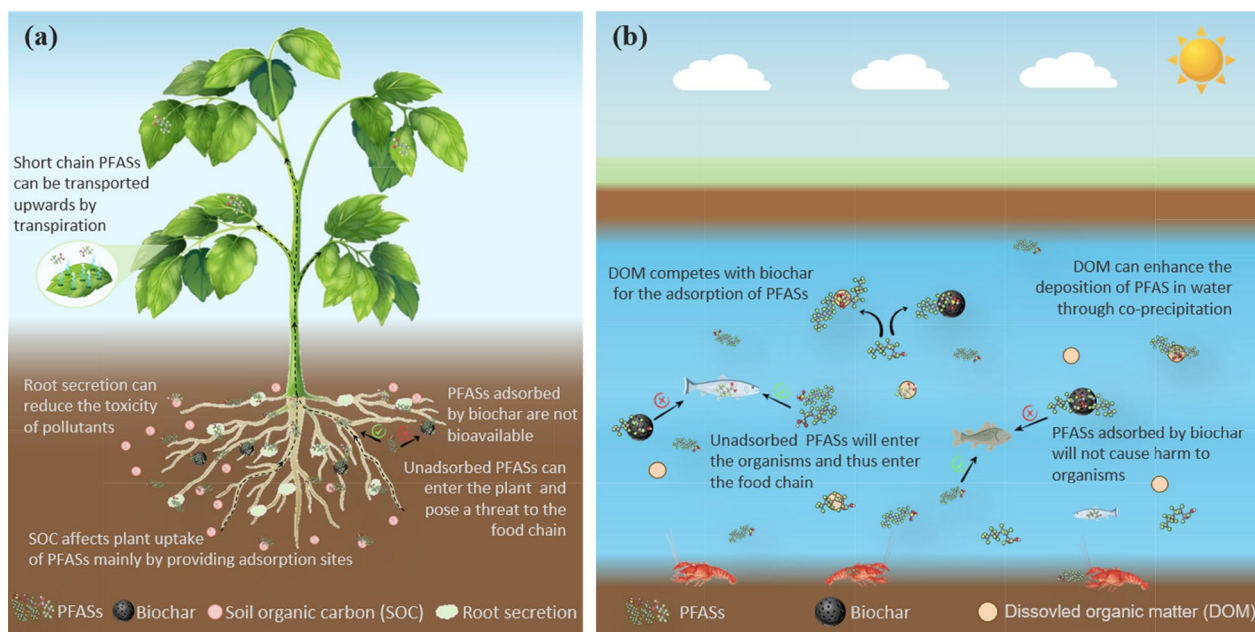 (a)
Short chain PFASs
can be transported
upwards by
transpiration
Root secretion can
reduce the toxicity
of pollutants
PFASs adsorbed
by biochar are not
bioavailable
Unadsorbed PFASs can
enter the plant and
pose a threat to the
food chain
SOC affects plant uptake
of PFASs mainly by providing adsorption sites
PFASs
Biochar
Soil organic carbon (SOC)
Root secretion
(b)
DOM competes with biochar
for the adsorption of PFASs
DOM can enhance the
deposition of PFAS in water
through co-precipitation
Unadsorbed PFASs will enter
the organisms and thus enter
the food chain
PFASs adsorbed by biochar
will not cause harm to
organisms
PFASs
Biochar
Dissovled organic matter (DOM)